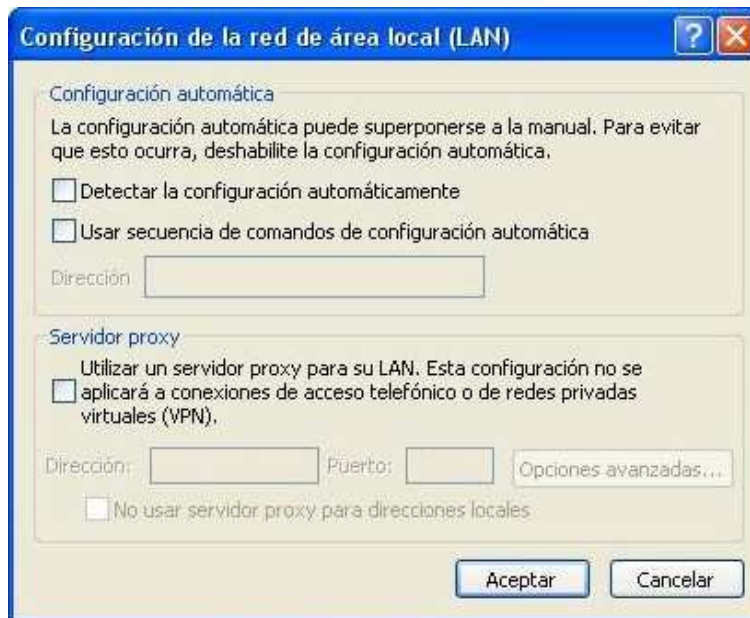 Configuración de la red de área local (LAN)
Configuración automática
La configuración automática puede superponerse a la manual. Para evitar
que esto ocurra, deshabilite la configuración automática.
Detectar la configuración automáticamente
Usar secuencia de comandos de configuración automática
Dirección
Servidor proxy
Utilizar un servidor proxy para su LAN. Esta configuración no se
aplicará a conexiones de acceso telefónico o de redes privadas
virtuales (VPN).
Dirección: Puerto: Opciones avanzadas...
No usar servidor proxy para direcciones locales
Aceptar Cancelar